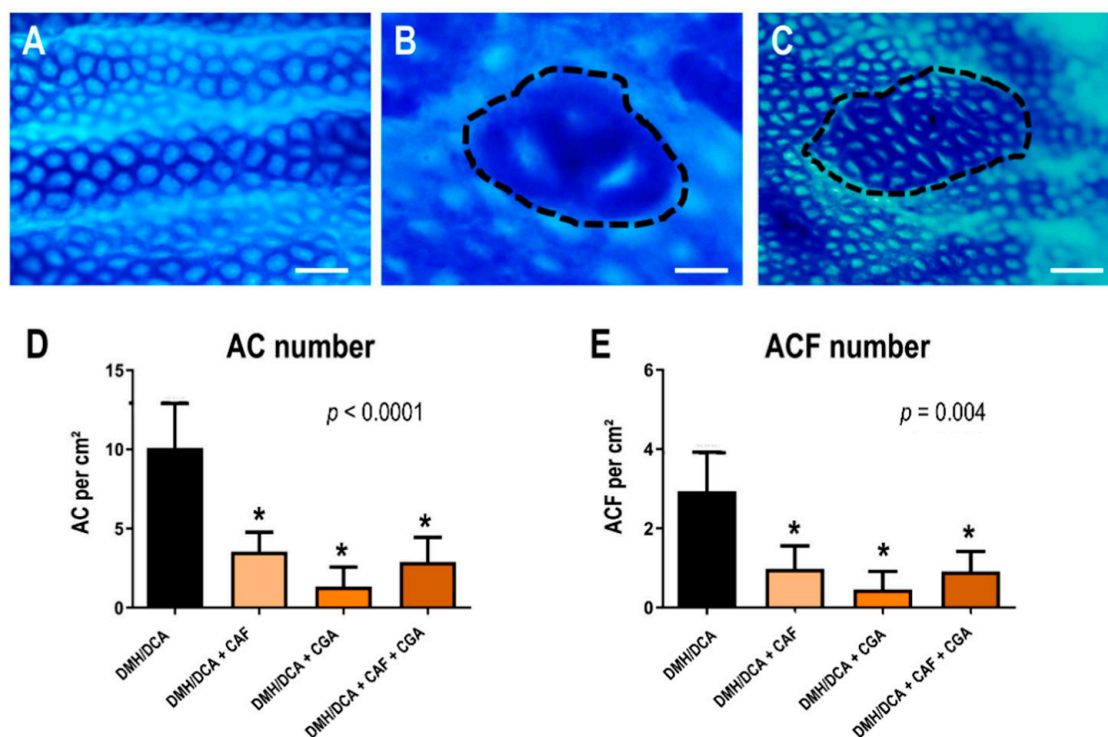 A
B
C
D
AC number
15
10
5
0
AC per cm²
p < 0.0001
*
*
*
DMH/DCA
DMH/DCA + CAF
DMH/DCA + CGA
DMH/DCA + CAF + CGA
E
ACF number
6
4
2
0
ACF per cm²
p = 0.004
*
*
*
DMH/DCA
DMH/DCA + CAF
DMH/DCA + CGA
DMH/DCA + CAF + CGA